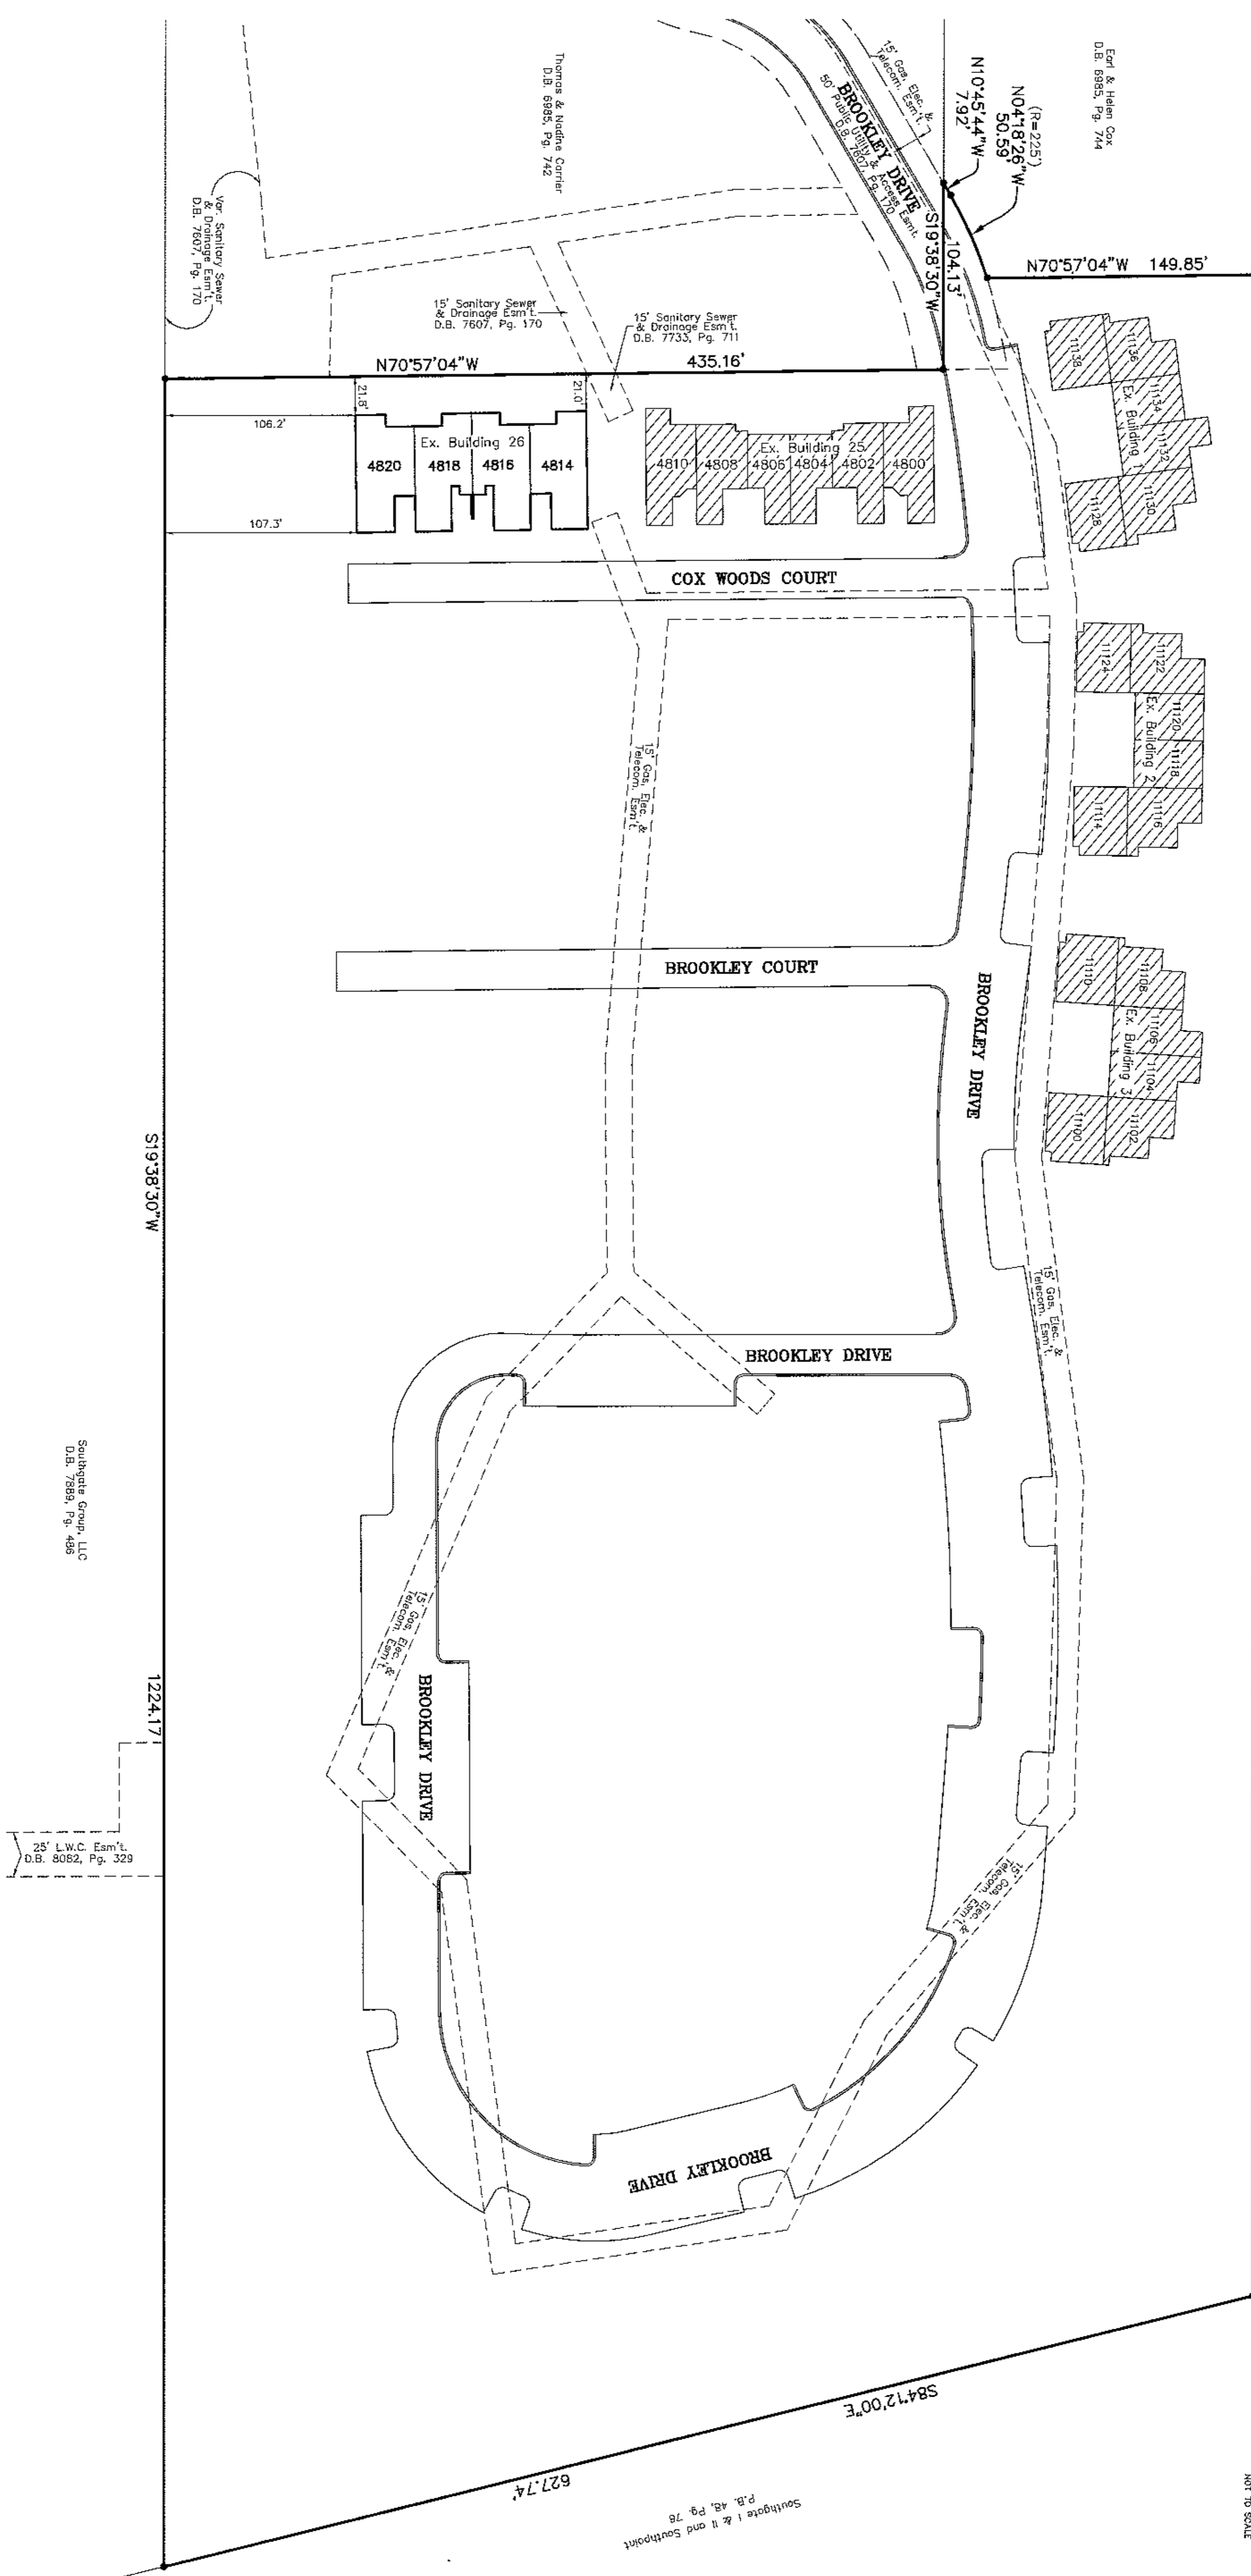 Earl & Helen Cox
D.B. 6985, Pg. 744
(R=225')
N04°18'26"W
50.59'
N10°45'44"W
7.92'
15' Gas, Elec. &
Telecom. Esm't.
BROOKLEY DRIVE
50' Public Utility & Access Esmt.
D.B. 7607, Pg. 170
S19°38'30"W
104.13'
N70°57'04"W 149.85'
Thomas & Nadine Carrier
D.B. 6985, Pg. 742
Var. Sanitary Sewer
& Drainage Esm't.
D.B. 7607, Pg. 170
15' Sanitary Sewer
& Drainage Esm't.
D.B. 7607, Pg. 170
15' Sanitary Sewer
& Drainage Esm't.
D.B. 7733, Pg. 711
N70°57'04"W
435.16'
21.8'
21.0'
106.2'
107.3'
Ex. Building 26
4820
4818
4816
4814
Ex. Building 25
4810
4808
4806
4804
4802
4800
11138
11136
11134
Ex. Building 1
11132
11130
11128
COX WOODS COURT
11124
11122
11120
Ex. Building 2
11118
11116
11114
15' Gas, Elec. &
Telecom. Esm't.
BROOKLEY COURT
BROOKLEY DRIVE
11110
11108
11106
Ex. Building 3
11104
11102
11100
S19°38'30"W
15' Gas, Elec. &
Telecom. Esm't.
BROOKLEY DRIVE
Southgate Group, LLC
D.B. 7889, Pg. 486
15' Gas, Elec. &
Telecom. Esm't.
BROOKLEY DRIVE
1224.17'
25' L.W.C. Esm't.
D.B. 8082, Pg. 329
15' Gas, Elec. &
Telecom. Esm't.
BROOKLEY DRIVE
S84°12'00"E
627.74'
Southgate I & II and Southpoint
P.B. 48, Pg. 78
NOT TO SCALE